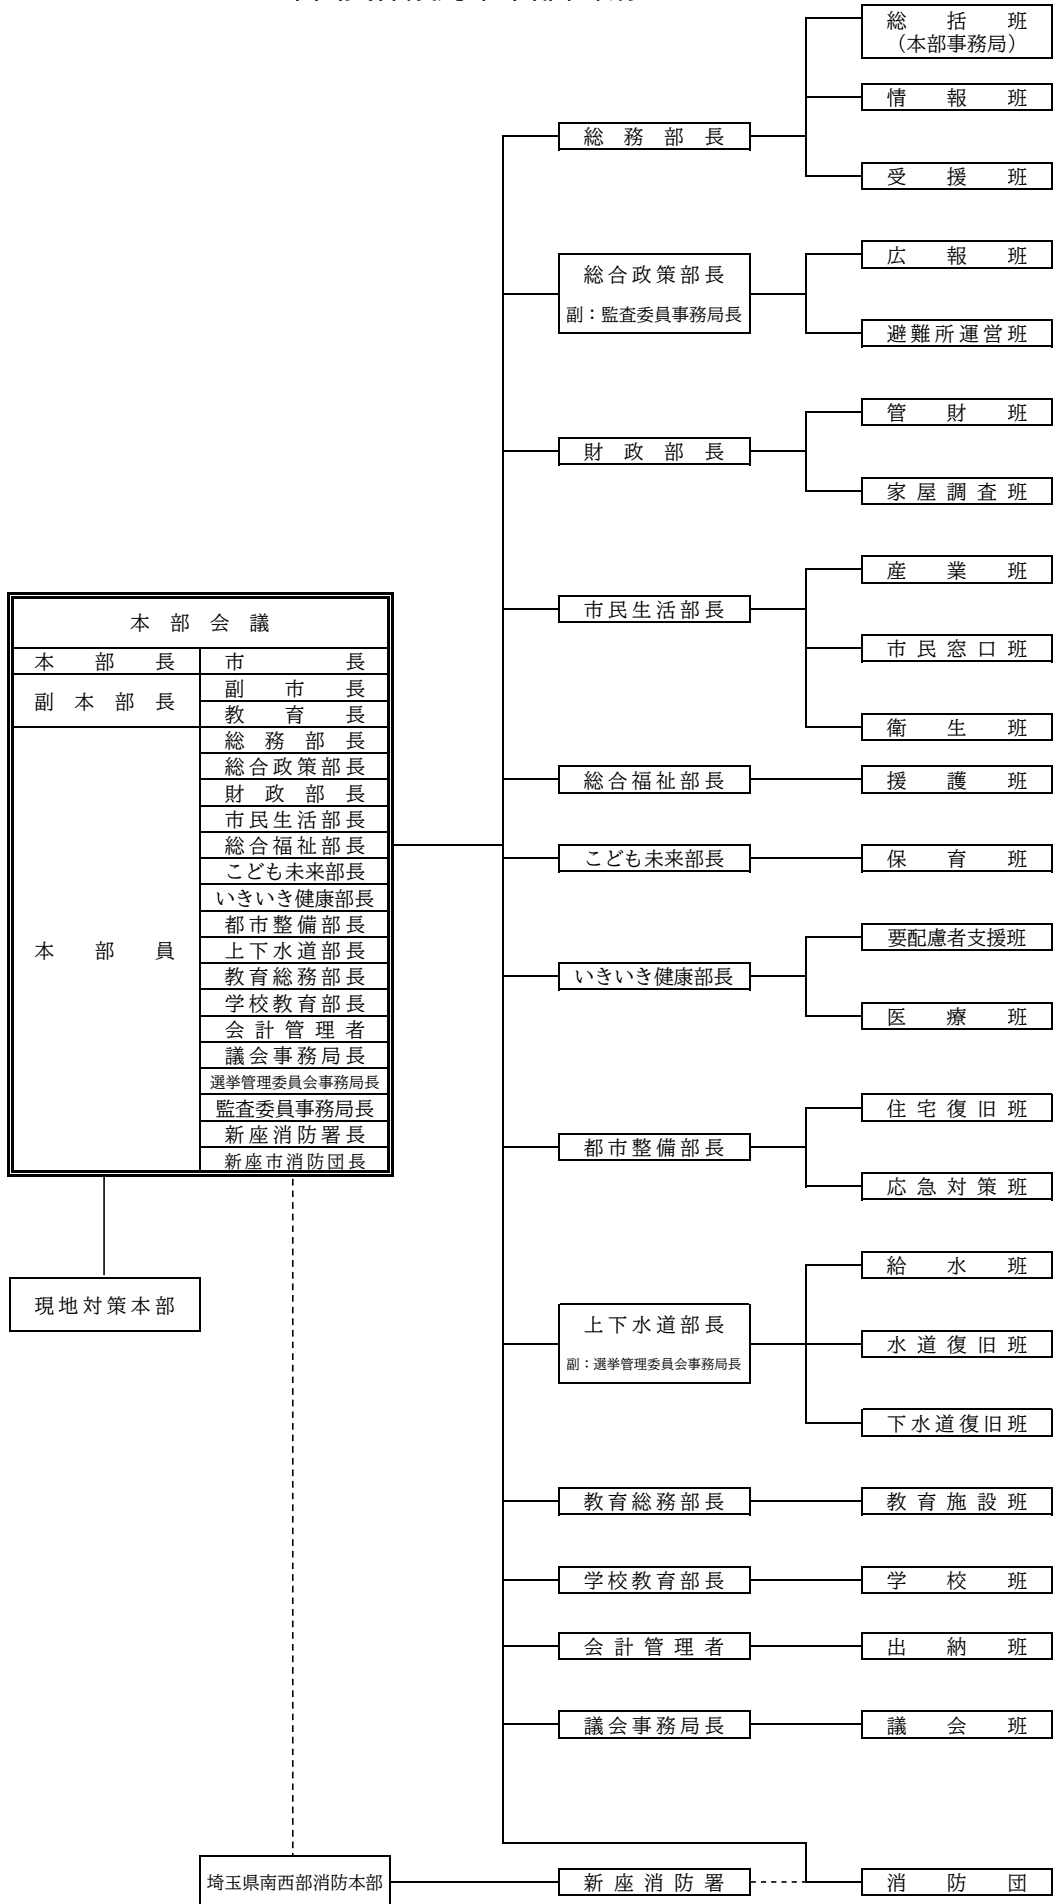 本部会議
本部長 市長
副本部長 副市長
教育長
本部員 総務部長
総合政策部長
財政部長
市民生活部長
総合福祉部長
こども未来部長
いきいき健康部長
都市整備部長
上下水道部長
教育総務部長
学校教育部長
会計管理者
議会事務局長
選挙管理委員会事務局長
監査委員事務局長
新座消防署長
新座市消防団長
現地対策本部
総務部長
総括班
（本部事務局）
情報班
受援班
総合政策部長
副：監査委員事務局長
広報班
避難所運営班
財政部長
管財班
家屋調査班
市民生活部長
産業班
市民窓口班
衛生班
総合福祉部長
援護班
こども未来部長
保育班
いきいき健康部長
要配慮者支援班
医療班
都市整備部長
住宅復旧班
応急対策班
上下水道部長
副：選挙管理委員会事務局長
給水班
水道復旧班
下水道復旧班
教育総務部長
教育施設班
学校教育部長
学校班
会計管理者
出納班
議会事務局長
議会班
埼玉県南西部消防本部
新座消防署
消防団